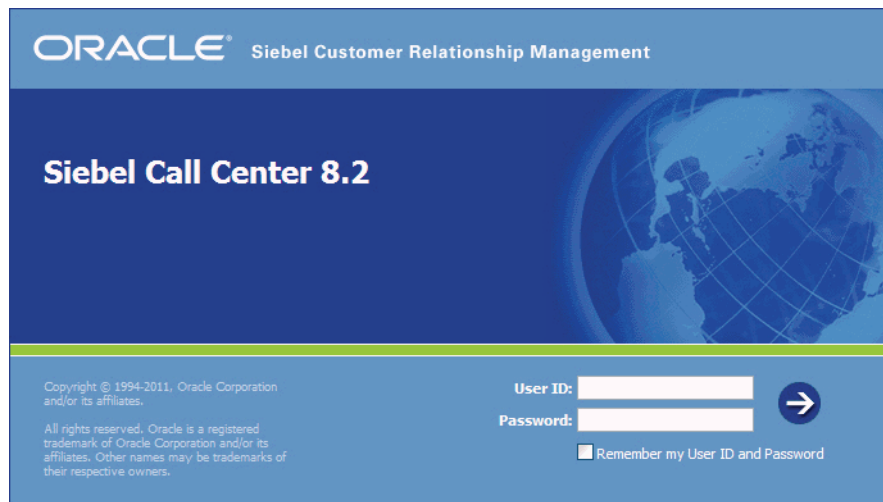 ORACLE® Siebel Customer Relationship Management
Siebel Call Center 8.2
Copyright © 1994-2011, Oracle Corporation
and/or its affiliates.
All rights reserved. Oracle is a registered
trademark of Oracle Corporation and/or its
affiliates. Other names may be trademarks of
their respective owners.
User ID:
Password:
Remember my User ID and Password